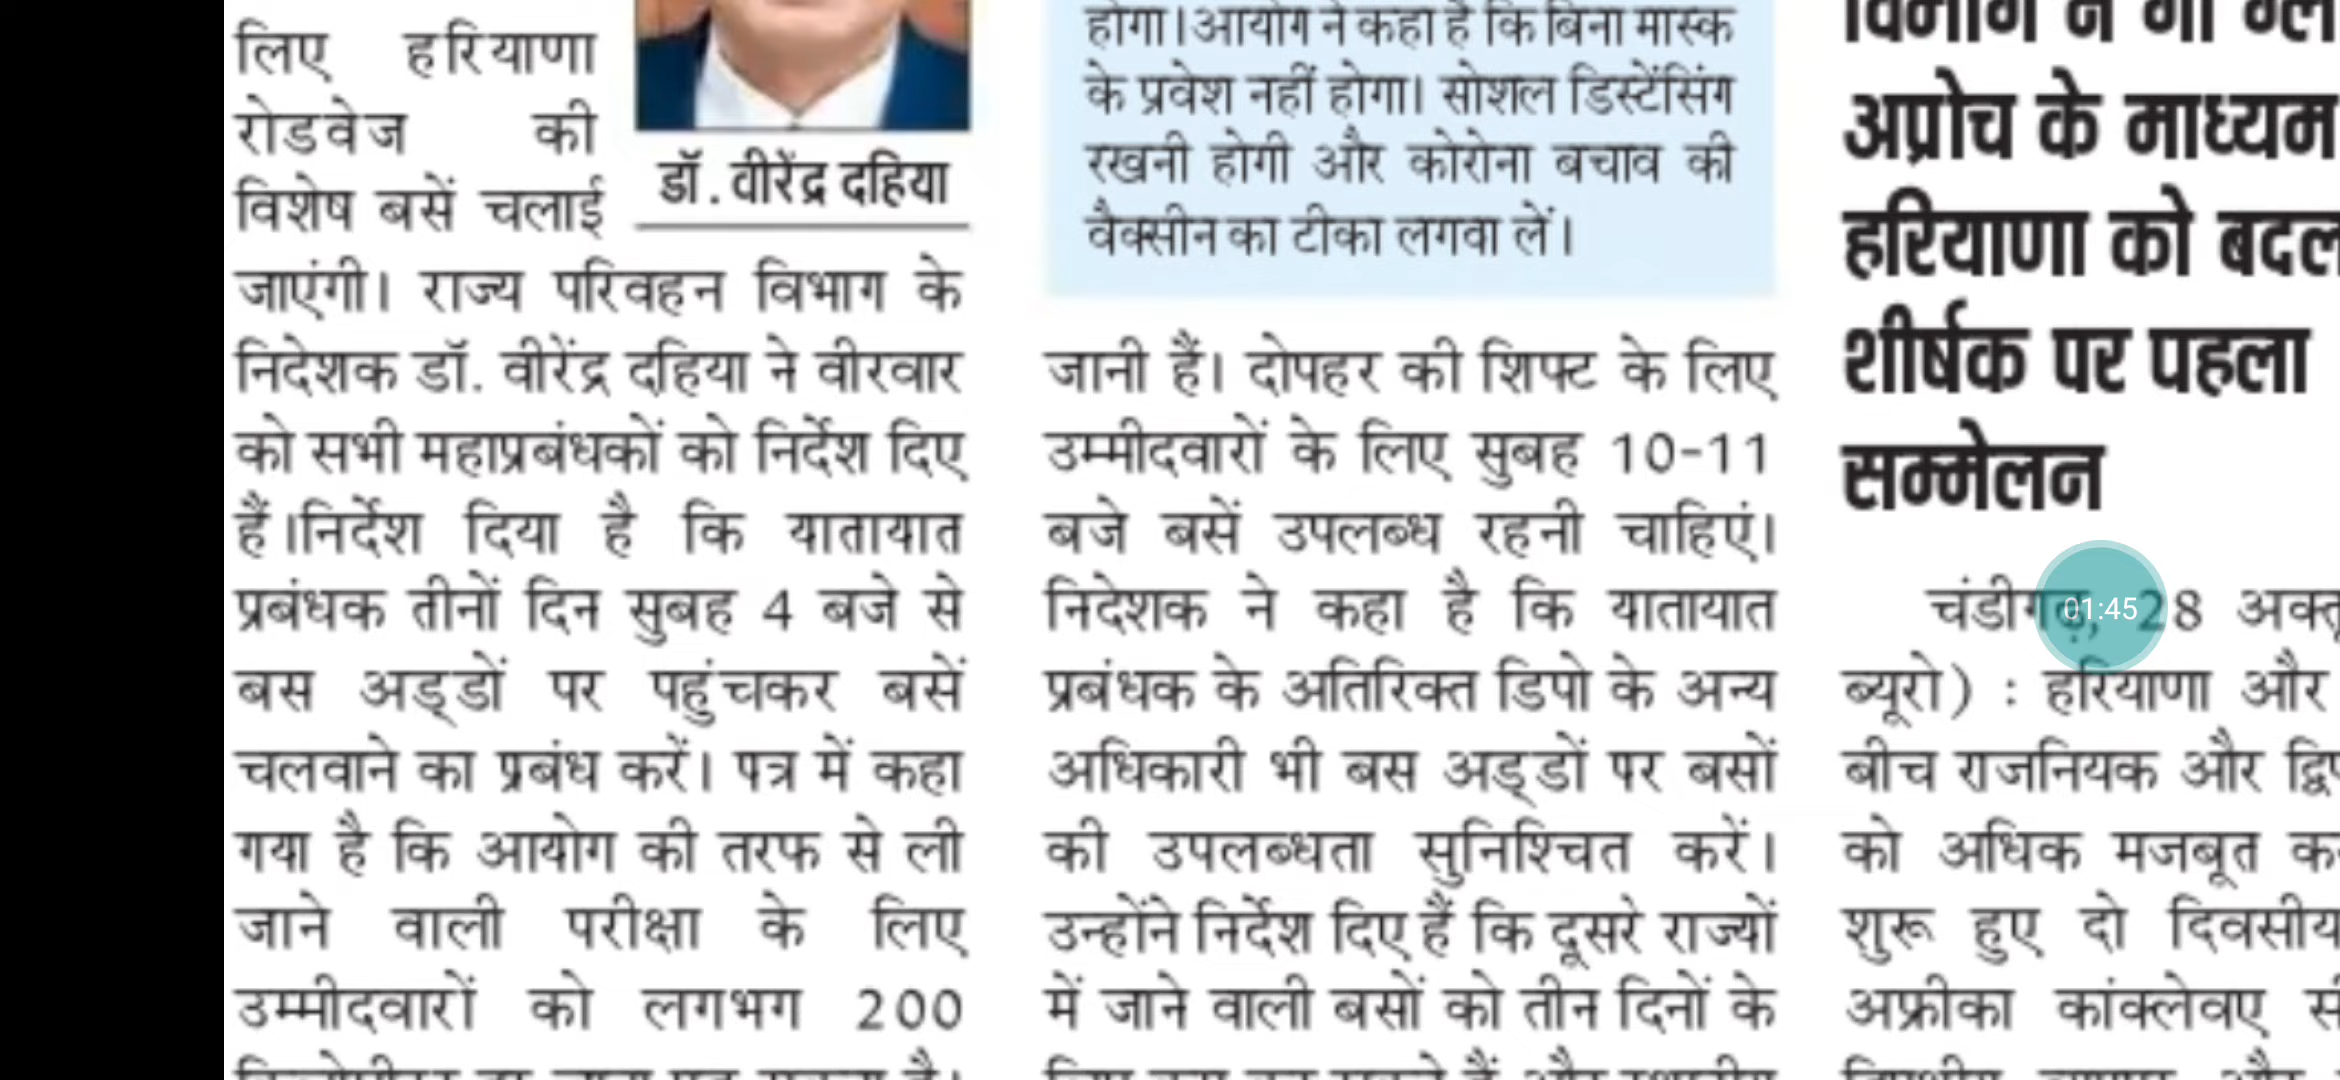 लिए हरियाणा
रोडवेज की
विशेष बसें चलाई
डॉ. वीरेंद्र दहिया
जाएंगी। राज्य परिवहन विभाग के
निदेशक डॉ. वीरेंद्र दहिया ने वीरवार
को सभी महाप्रबंधकों को निर्देश दिए
हैं।निर्देश दिया है कि यातायात
प्रबंधक तीनों दिन सुबह 4 बजे से
बस अड्डों पर पहुंचकर बसें
चलवाने का प्रबंध करें। पत्र में कहा
गया है कि आयोग की तरफ से ली
जाने वाली परीक्षा के लिए
उम्मीदवारों को लगभग 200
होगा।आयोग ने कहा है कि बिना मास्क
के प्रवेश नहीं होगा। सोशल डिस्टेंसिंग
रखनी होगी और कोरोना बचाव की
वैक्सीन का टीका लगवा लें।
जानी हैं। दोपहर की शिफ्ट के लिए
उम्मीदवारों के लिए सुबह 10-11
बजे बसें उपलब्ध रहनी चाहिएं।
निदेशक ने कहा है कि यातायात
प्रबंधक के अतिरिक्त डिपो के अन्य
अधिकारी भी बस अड्डों पर बसों
की उपलब्धता सुनिश्चित करें।
उन्होंने निर्देश दिए हैं कि दूसरे राज्यों
में जाने वाली बसों को तीन दिनों के
अप्रोच के माध्यम
हरियाणा को बदल
शीर्षक पर पहला
सम्मेलन
चंडीगढ़, 28
01:45
ब्यूरो) : हरियाणा और
बीच राजनियक और
को अधिक मजबूत
शुरू हुए दो दिवसीय
अफ्रीका कांक्लेवए